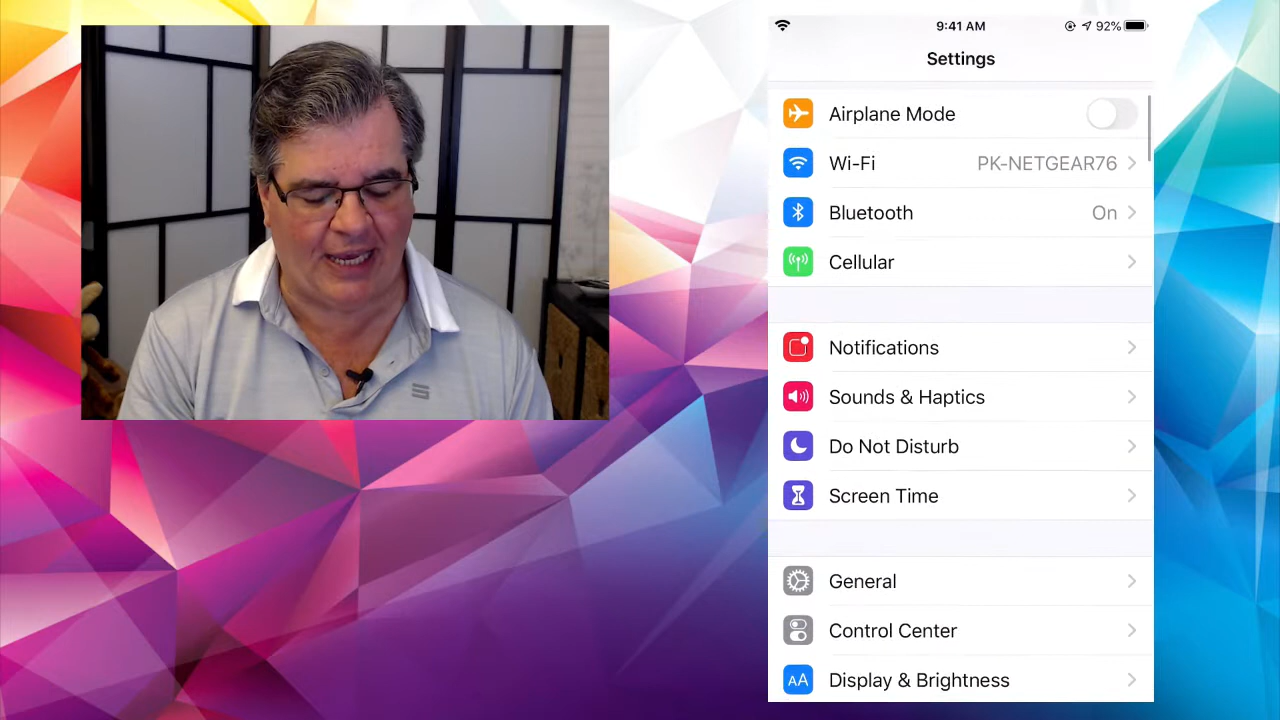 9:41 AM
92%
Settings
Airplane Mode
Wi-Fi PK-NETGEAR76
Bluetooth On
Cellular
Notifications
Sounds & Haptics
Do Not Disturb
Screen Time
General
Control Center
AA Display & Brightness